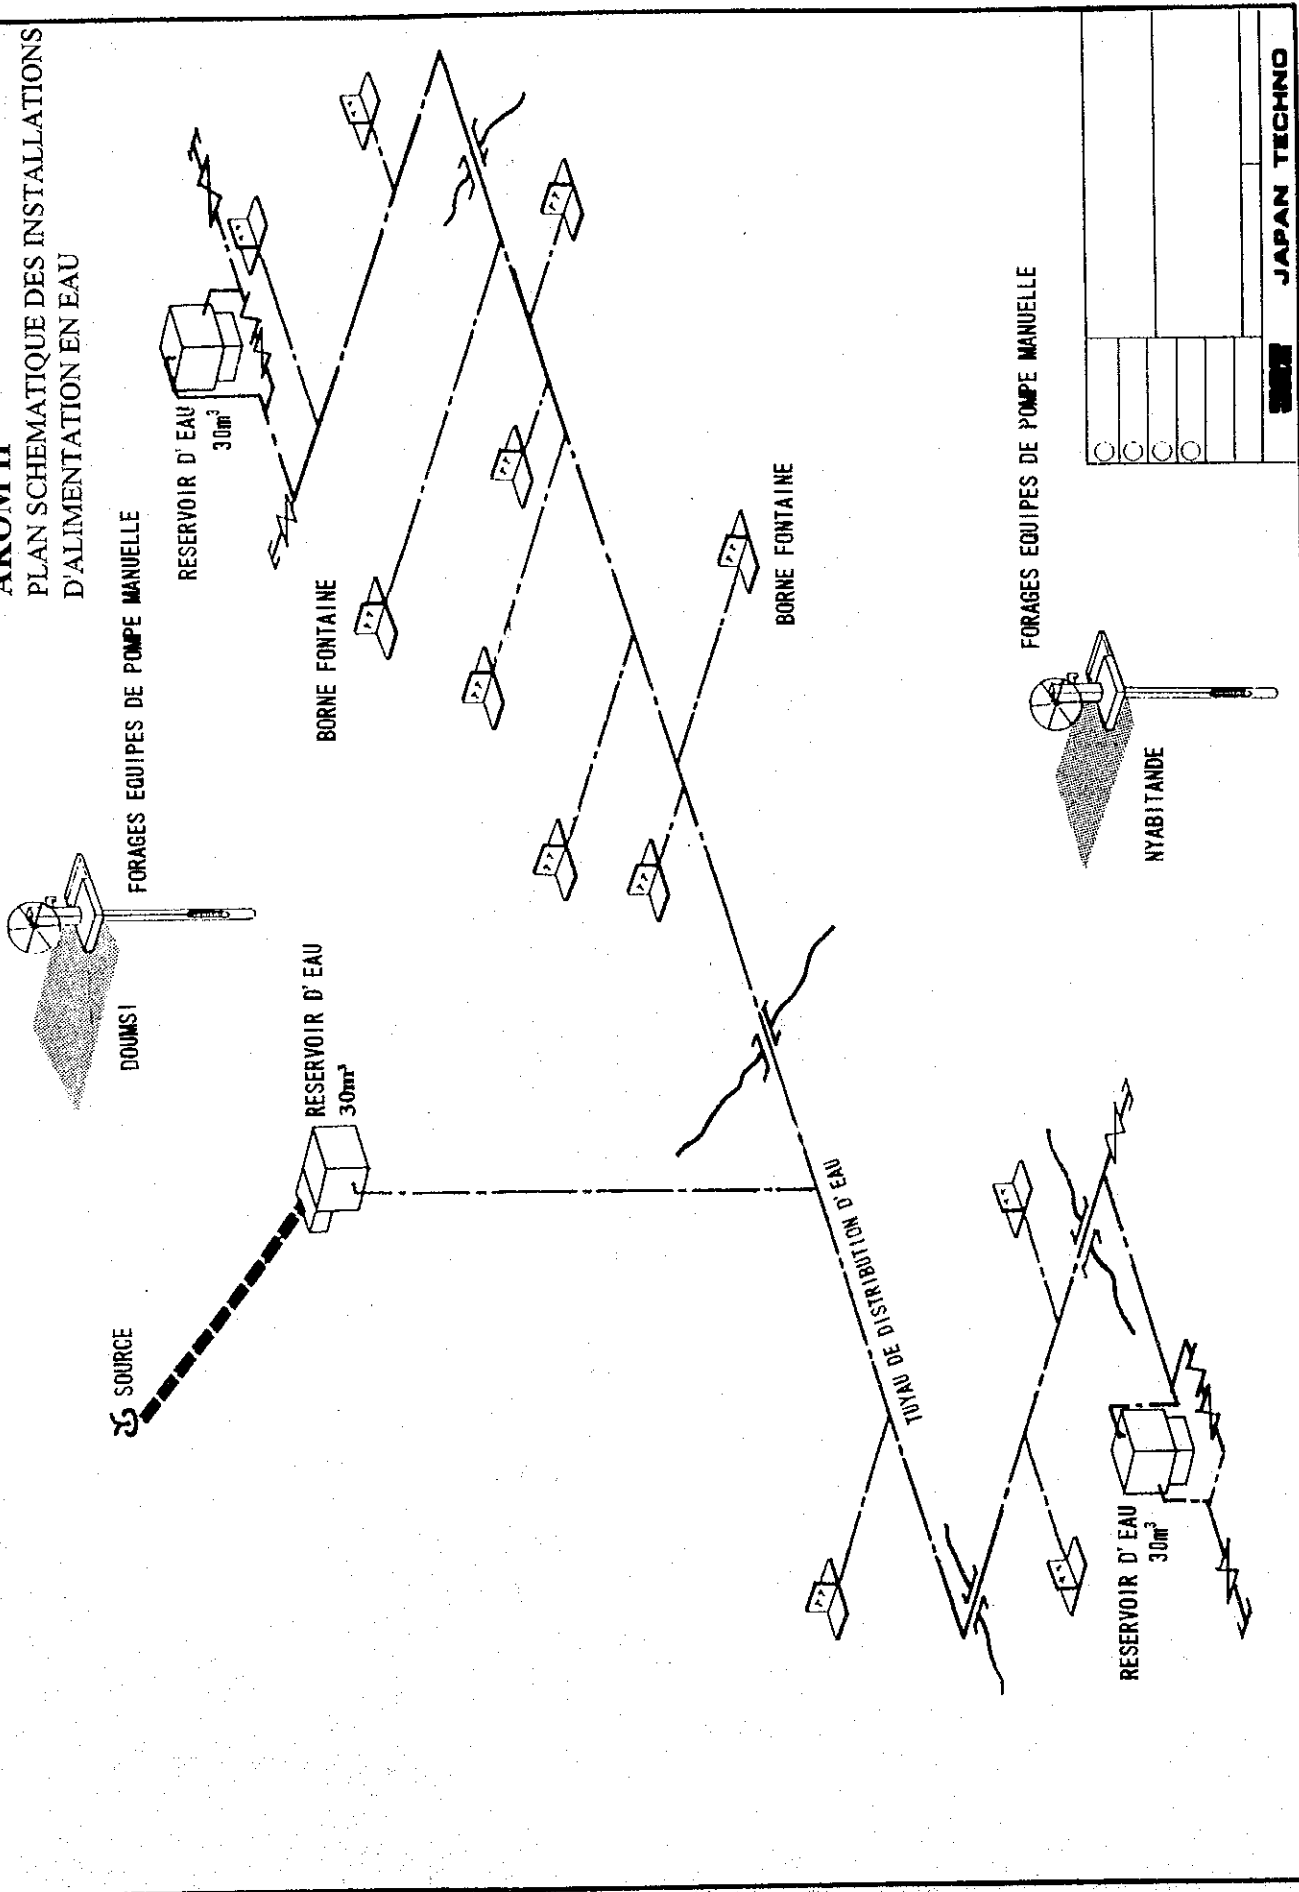 AKOM II
PLAN SCHEMATIQUE DES INSTALLATIONS
D'ALIMENTATION EN EAU
SOURCE
DOUMSI
FORAGES EQUIPES DE POMPE MANUELLE
RESERVOIR D'EAU
30m³
RESERVOIR D'EAU
30m³
BORNE FONTAINE
BORNE FONTAINE
TUYAU DE DISTRIBUTION D'EAU
RESERVOIR D'EAU
30m³
NYABITANDE
FORAGES EQUIPES DE POMPE MANUELLE
JAPAN TECHNO